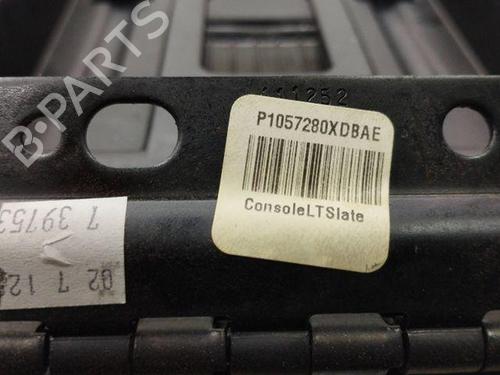 B-PARTS
111252
P1057280XDBAE
ConsoleLTSlate
7 39753
02 7 12